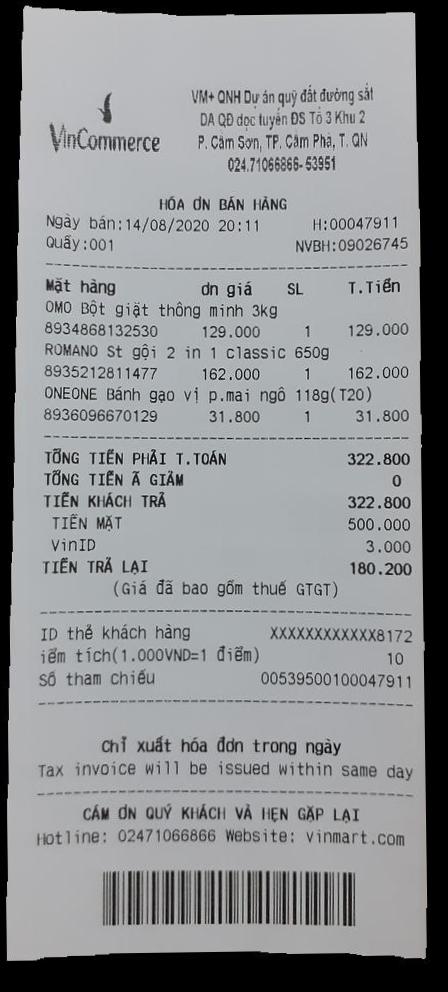 VinCommerce
VM+ QNH Dự án quỹ đất đường sắt
DA QĐ dọc tuyến ĐS Tổ 3 Khu 2
P. Cẩm Sơn, TP. Cẩm Phả, T. QN
024.71066866-53951
HÓA ƠN BÁN HÀNG
Ngày bán:14/08/2020 20:11 H:00047911
Quầy:001 NVBH:09026745
Mặt hàng ơn giá SL T.Tiền
OMO Bột giặt thông minh 3kg
8934868132530 129.000 1 129.000
ROMANO St gội 2 in 1 classic 650g
8935212811477 162.000 1 162.000
ONEONE Bánh gạo vị p.mai ngô 118g(T20)
8936096670129 31.800 1 31.800
TỔNG TIỀN PHẢI T.TOÁN 322.800
TỔNG TIỀN Ã GIẢM 0
TIỀN KHÁCH TRẢ 322.800
TIỀN MẶT 500.000
VinID 3.000
TIỀN TRẢ LẠI 180.200
(Giá đã bao gồm thuế GTGT)
ID thẻ khách hàng XXXXXXXXXXXX8172
iểm tích(1.000VND=1 điểm) 10
Số tham chiếu 00539500100047911
Chỉ xuất hóa đơn trong ngày
Tax invoice will be issued within same day
CÁM ƠN QUÝ KHÁCH VÀ HẸN GẶP LẠI
Hotline: 02471066866 Website: vinmart.com